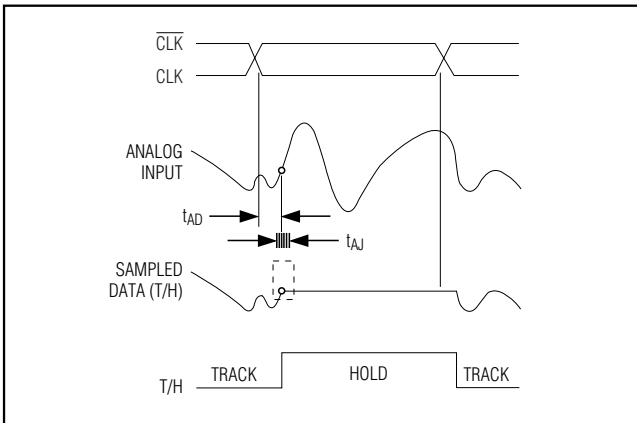 CLK
CLK
ANALOG
INPUT
tAD
tAJ
SAMPLED
DATA (T/H)
T/H
TRACK
HOLD
TRACK